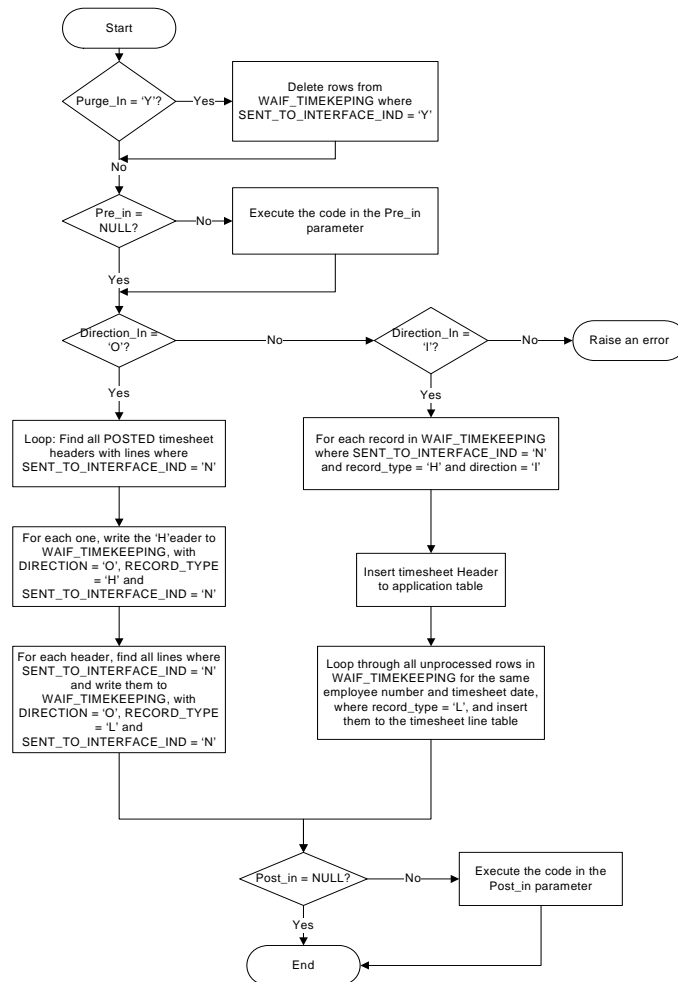 Start
Purge_In = ‘Y’?
Yes
Delete rows from
WAIF_TIMEKEPING where
SENT_TO_INTERFACE_IND = ‘Y’
No
Pre_in =
NULL?
No
Execute the code in the Pre_in
parameter
Yes
Direction_In =
‘O’?
No
Direction_In =
‘I’?
No
Raise an error
Yes
Yes
Loop: Find all POSTED timesheet
headers with lines where
SENT_TO_INTERFACE_IND = ’N’
For each record in WAIF_TIMEKEEPING
where SENT_TO_INTERFACE_IND = ‘N’
and record_type = ‘H’ and direction = ‘I’
For each one, write the ‘H’eader to
WAIF_TIMEKEEPING, with
DIRECTION = ‘O’, RECORD_TYPE
= ‘H’ and
SENT_TO_INTERFACE_IND = ‘N’
Insert timesheet Header
to application table
For each header, find all lines where
SENT_TO_INTERFACE_IND = ‘N’
and write them to
WAIF_TIMEKEEPING, with
DIRECTION = ‘O’, RECORD_TYPE
= ‘L’ and
SENT_TO_INTERFACE_IND = ‘N’
Loop through all unprocessed rows in
WAIF_TIMEKEEPING for the same
employee number and timesheet date,
where record_type = ‘L’, and insert
them to the timesheet line table
Post_in = NULL?
No
Execute the code in the
Post_in parameter
Yes
End